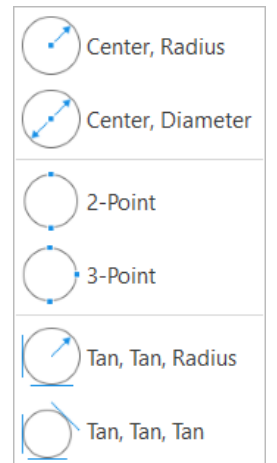 Center, Radius
Center, Diameter
2-Point
3-Point
Tan, Tan, Radius
Tan, Tan, Tan